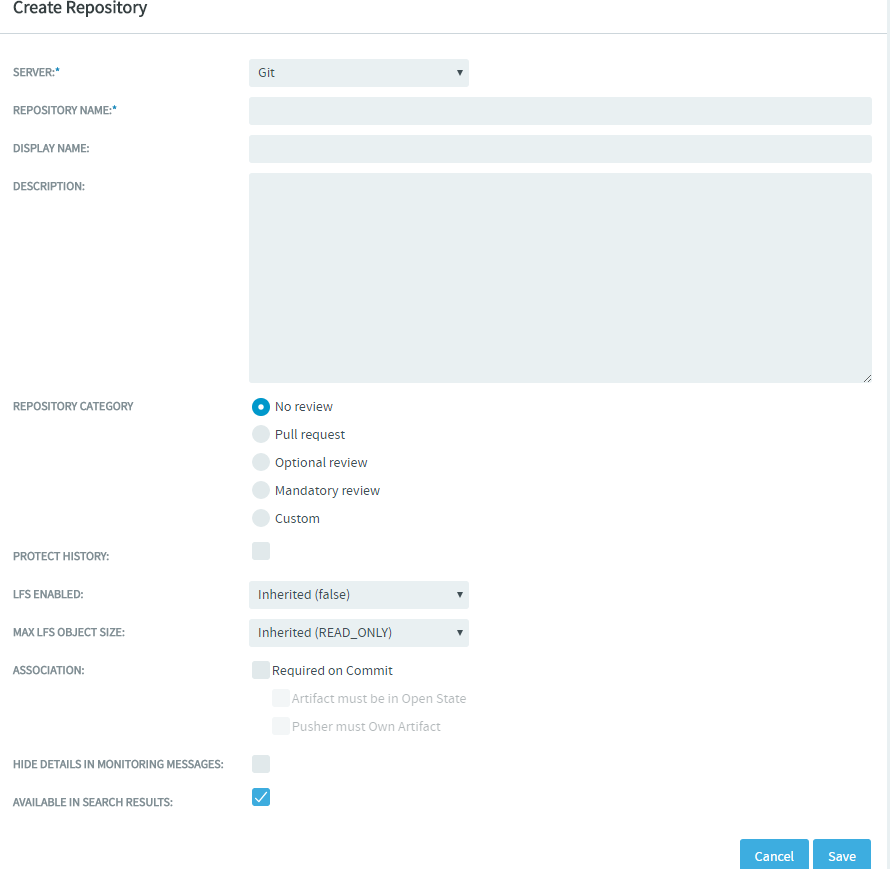 Create Repository
SERVER:* Git
REPOSITORY NAME:*
DISPLAY NAME:
DESCRIPTION:
REPOSITORY CATEGORY No review
Pull request
Optional review
Mandatory review
Custom
PROTECT HISTORY:
LFS ENABLED: Inherited (false)
MAX LFS OBJECT SIZE: Inherited (READ_ONLY)
ASSOCIATION: Required on Commit
Artifact must be in Open State
Pusher must Own Artifact
HIDE DETAILS IN MONITORING MESSAGES:
AVAILABLE IN SEARCH RESULTS:
Cancel Save